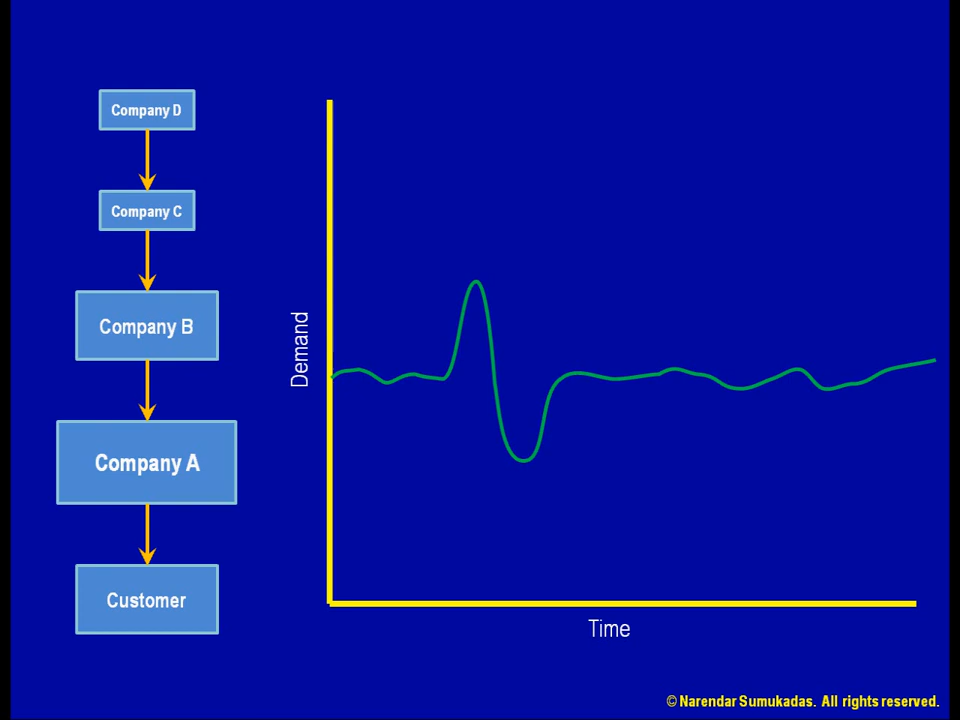 Company D
Company C
Company B
Company A
Customer
Demand
Time
© Narendar Sumukadas. All rights reserved.